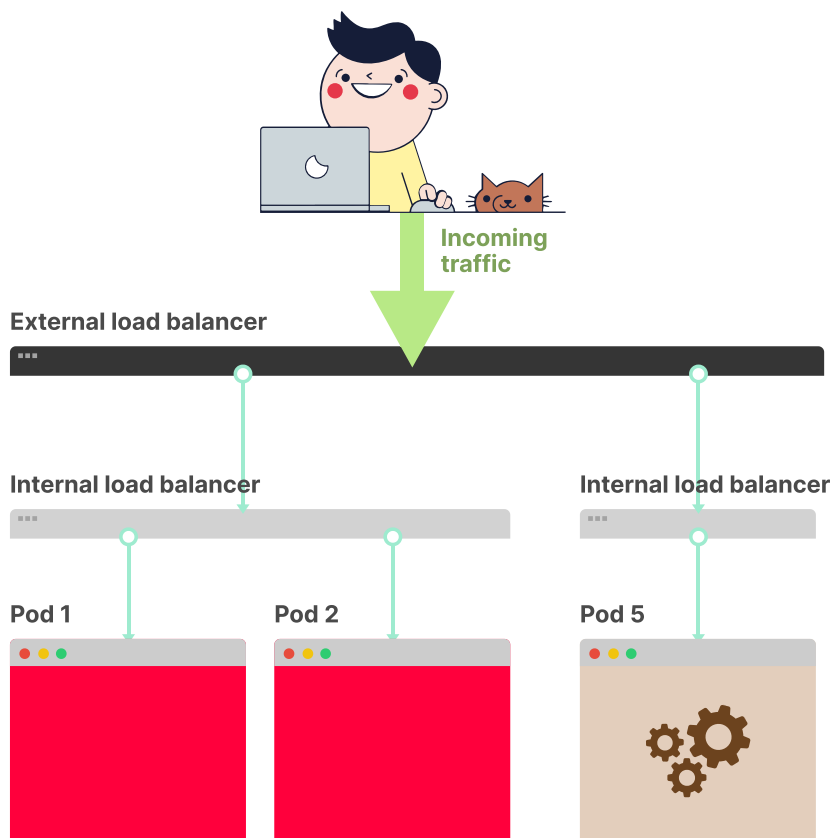 Incoming
traffic
External load balancer
Internal load balancer
Internal load balancer
Pod 1
Pod 2
Pod 5